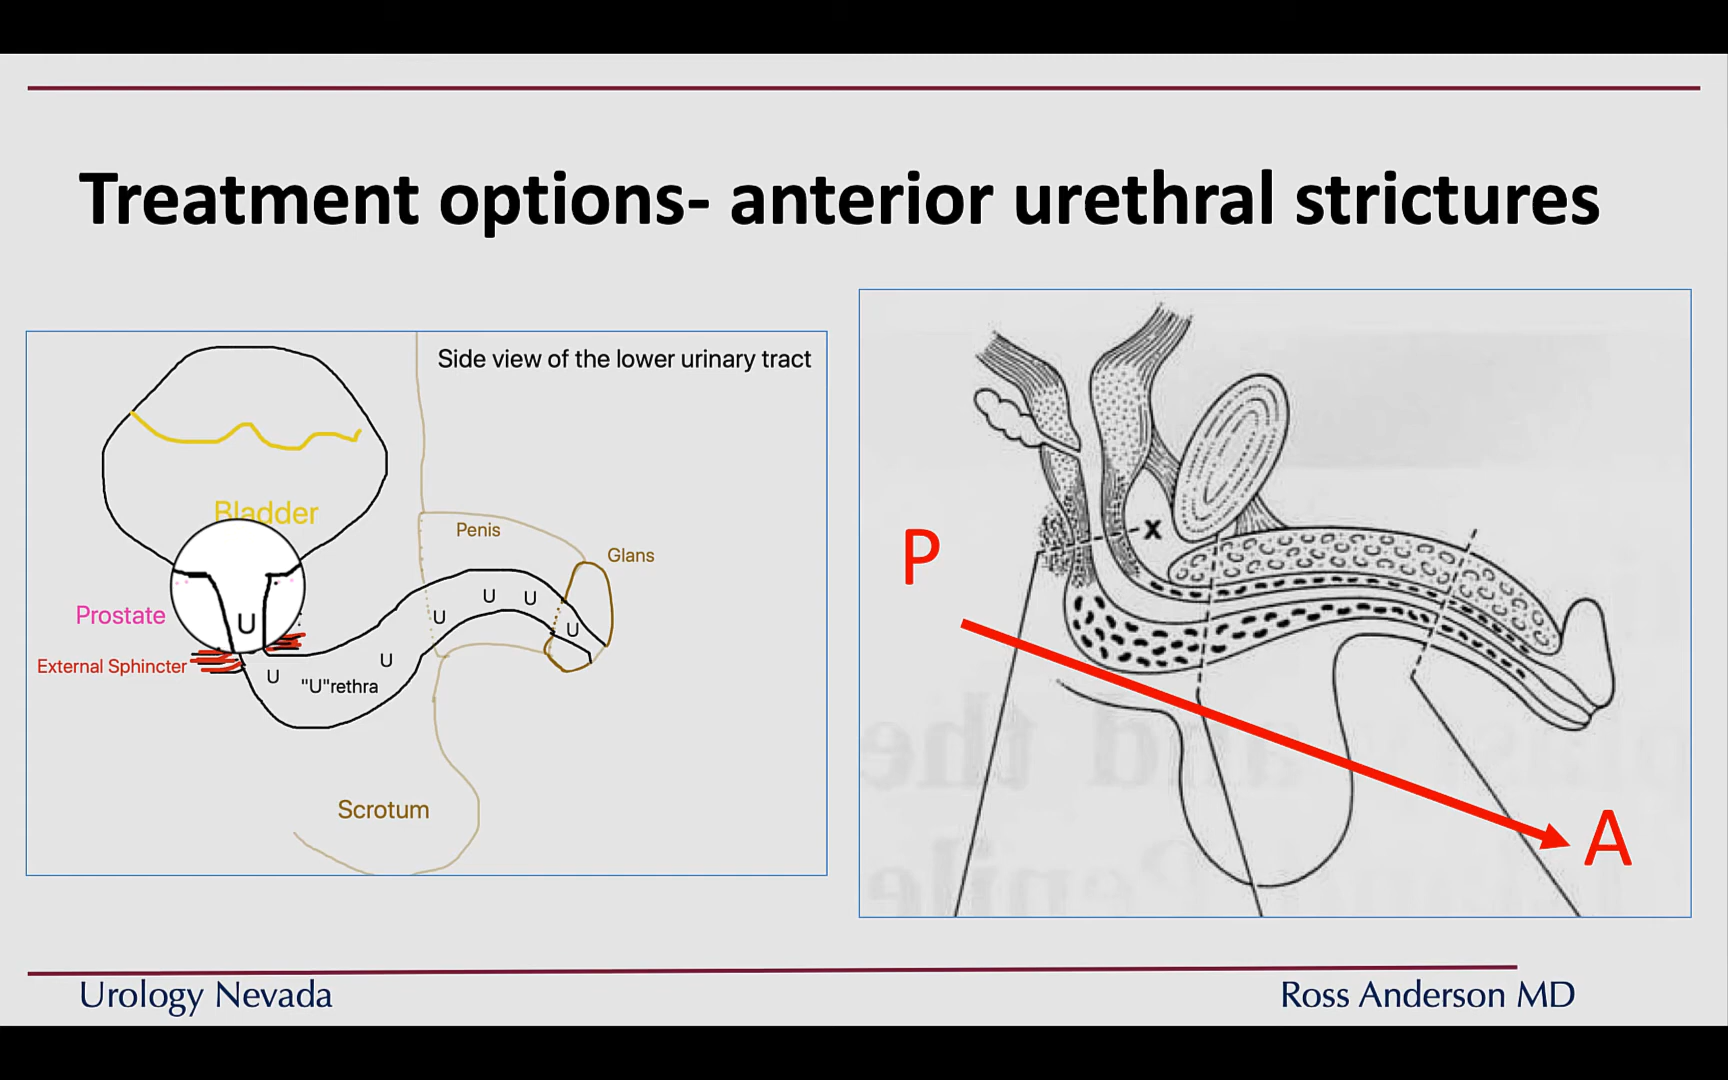 Treatment options- anterior urethral strictures
Side view of the lower urinary tract
Bladder
Penis
Glans
Prostate
U
U
U
U
U
External Sphincter
U
U
"U"rethra
Scrotum
P
X
A
Urology Nevada
Ross Anderson MD